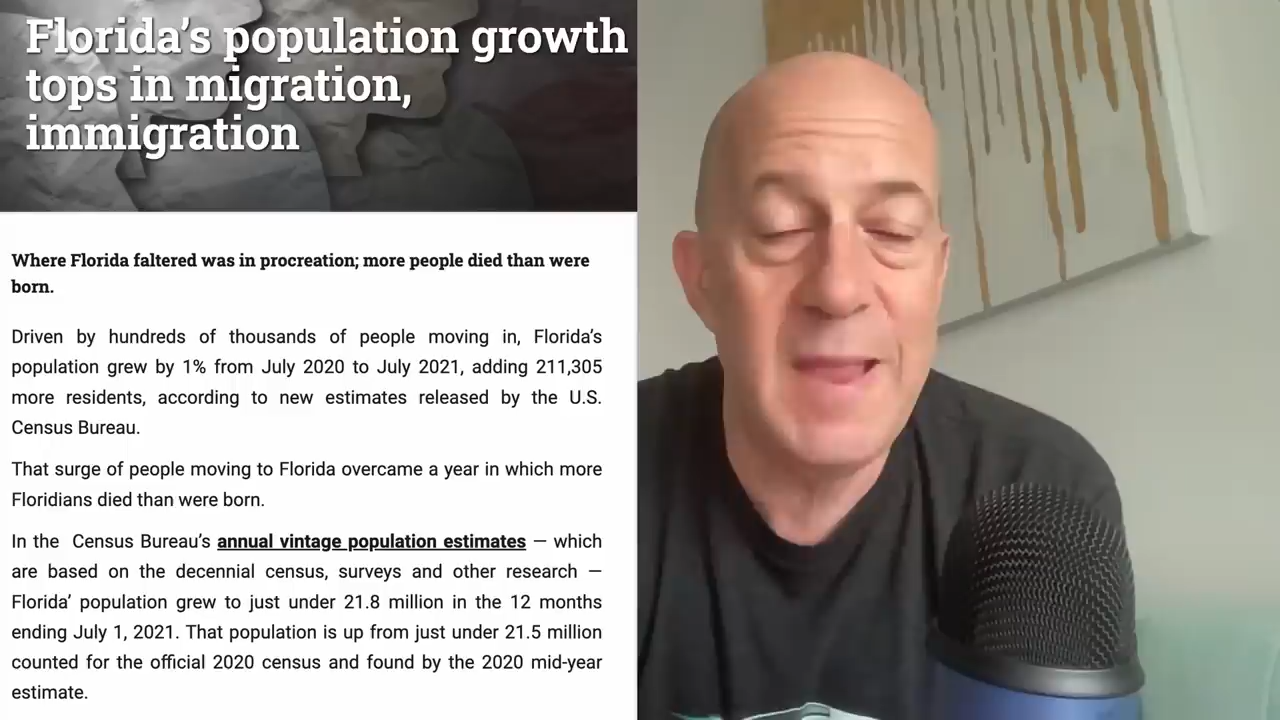 Florida’s population growth
tops in migration,
immigration
Where Florida faltered was in procreation; more people died than were
born.
Driven by hundreds of thousands of people moving in, Florida’s
population grew by 1% from July 2020 to July 2021, adding 211,305
more residents, according to new estimates released by the U.S.
Census Bureau.
That surge of people moving to Florida overcame a year in which more
Floridians died than were born.
In the Census Bureau’s annual vintage population estimates — which
are based on the decennial census, surveys and other research —
Florida’ population grew to just under 21.8 million in the 12 months
ending July 1, 2021. That population is up from just under 21.5 million
counted for the official 2020 census and found by the 2020 mid-year
estimate.